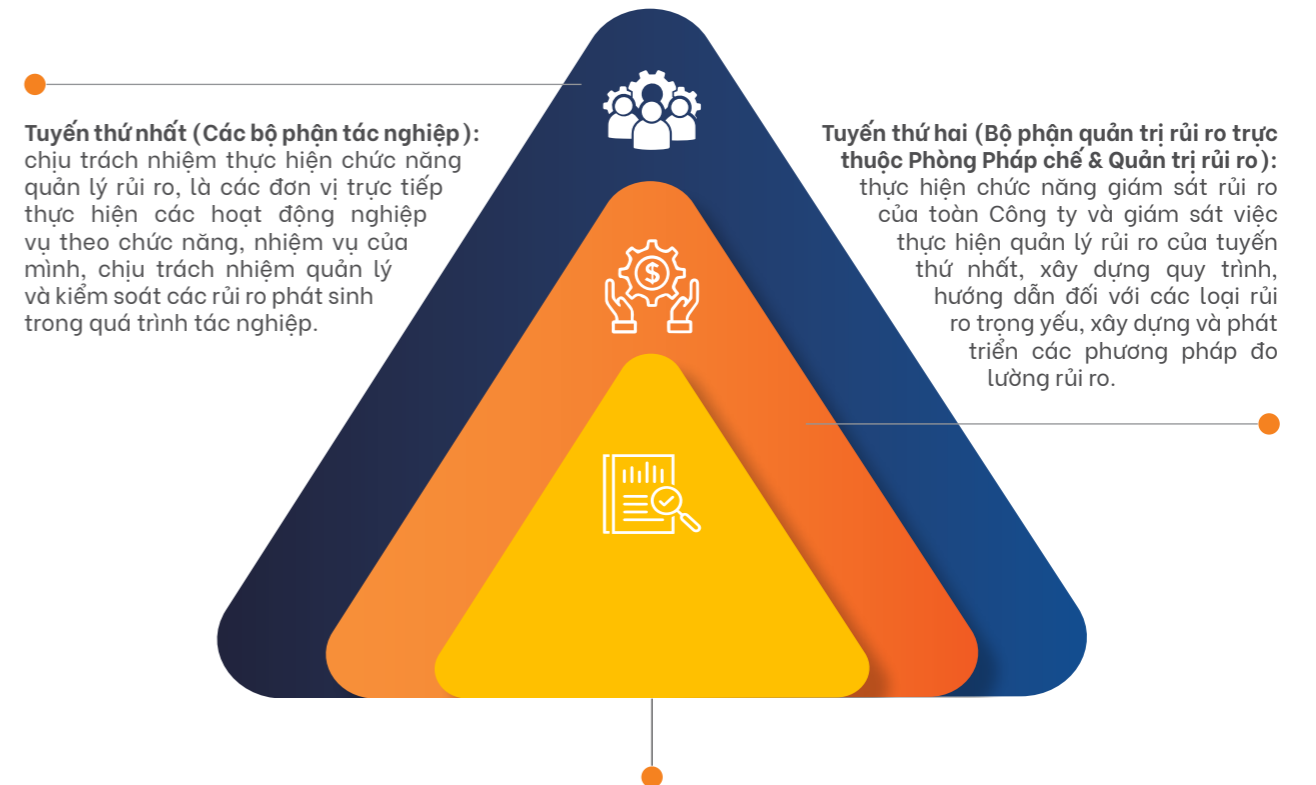 Tuyến thứ nhất (Các bộ phận tác nghiệp):
chịu trách nhiệm thực hiện chức năng
quản lý rủi ro, là các đơn vị trực tiếp
thực hiện các hoạt động nghiệp
vụ theo chức năng, nhiệm vụ của
mình, chịu trách nhiệm quản lý
và kiểm soát các rủi ro phát sinh
trong quá trình tác nghiệp.
Tuyến thứ hai (Bộ phận quản trị rủi ro trực
thuộc Phòng Pháp chế & Quản trị rủi ro):
thực hiện chức năng giám sát rủi ro
của toàn Công ty và giám sát việc
thực hiện quản lý rủi ro của tuyến
thứ nhất, xây dựng quy trình,
hướng dẫn đối với các loại rủi
ro trọng yếu, xây dựng và phát
triển các phương pháp đo
lường rủi ro.
$